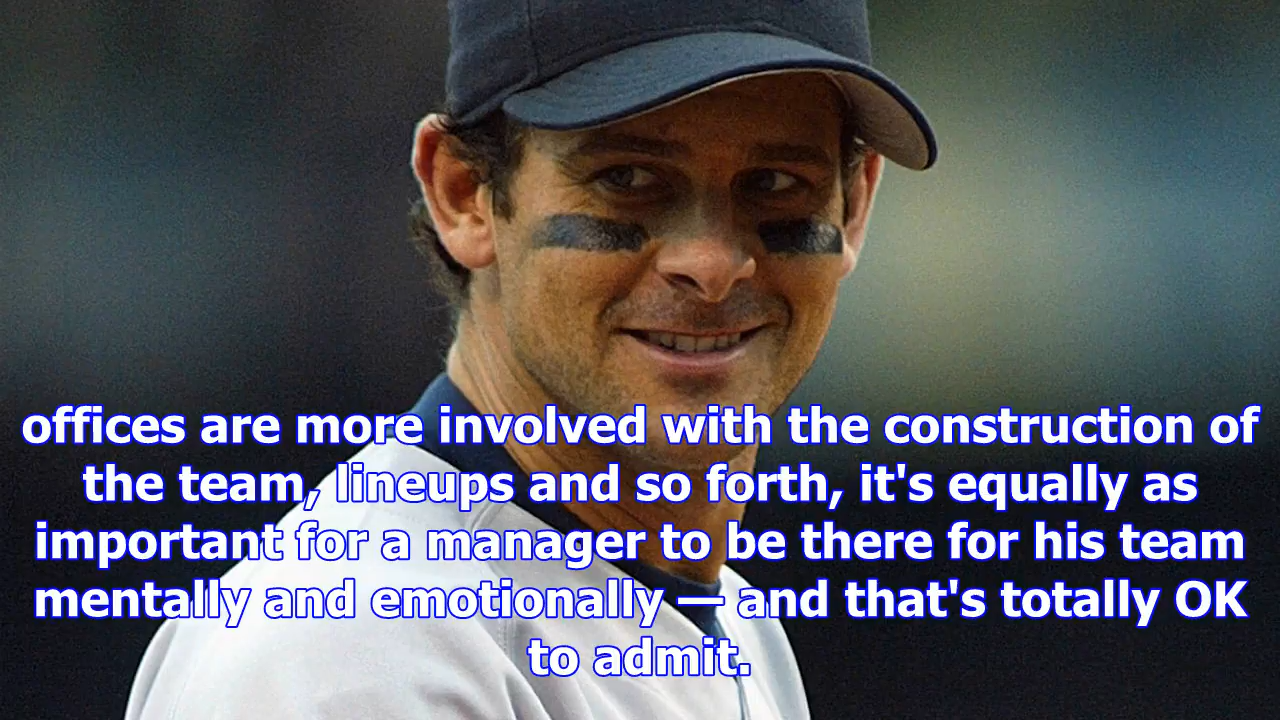 offices are more involved with the construction of
the team, lineups and so forth, it's equally as
important for a manager to be there for his team
mentally and emotionally — and that's totally OK
to admit.